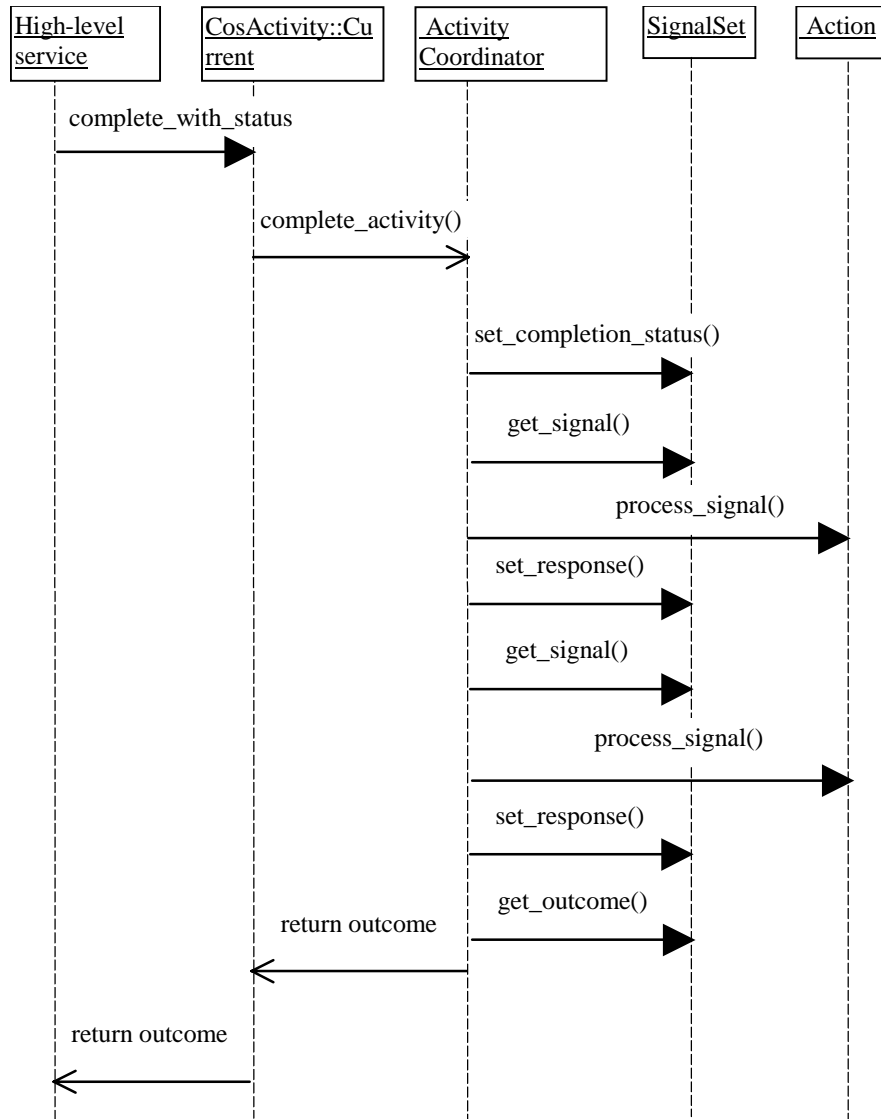 High-level
service
CosActivity::Cu
rrent
Activity
Coordinator
SignalSet
Action
complete_with_status
complete_activity()
set_completion_status()
get_signal()
process_signal()
set_response()
get_signal()
process_signal()
set_response()
get_outcome()
return outcome
return outcome